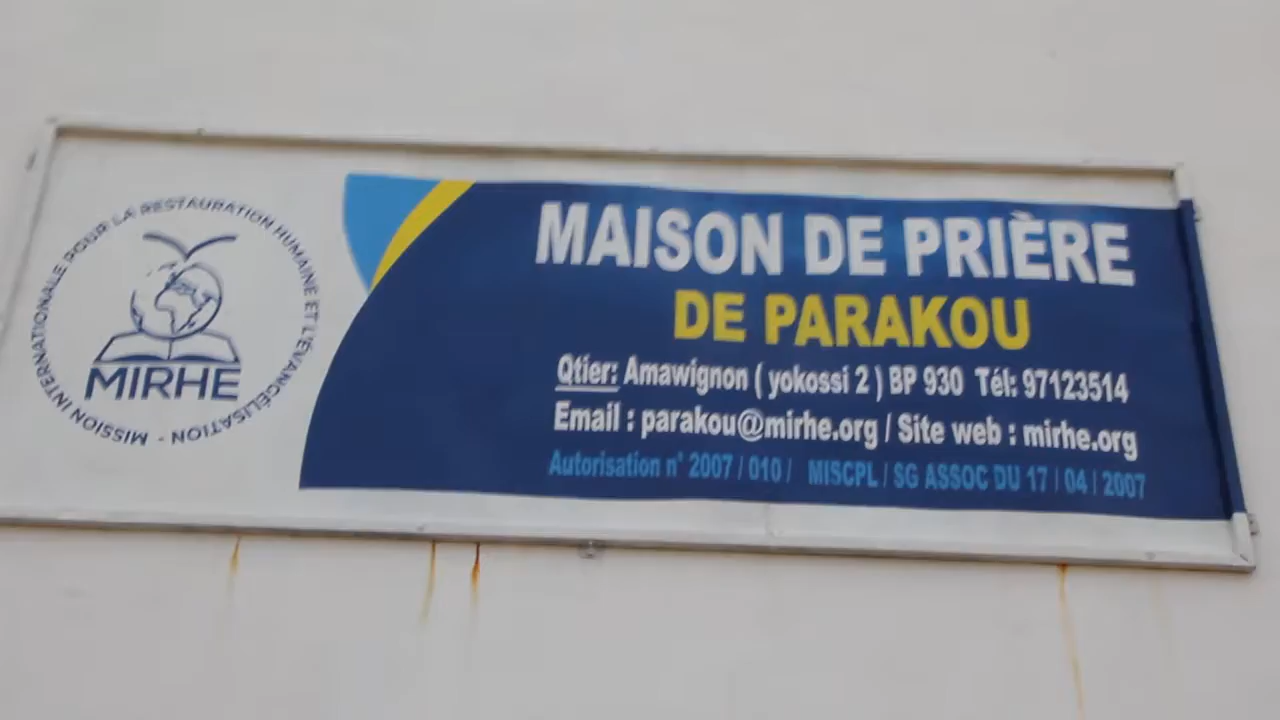 MISSION INTERNATIONALE POUR LA RESTAURATION HUMAINE ET L'ÉVANGÉLISATION -
MIRHE
MAISON DE PRIÈRE
DE PARAKOU
Qtier: Amawignon ( yokossi 2 ) BP 930 Tél: 97123514
Email : parakou@mirhe.org / Site web : mirhe.org
Autorisation n° 2007 / 010 / MISCPL / SG ASSOC DU 17 | 04 | 2007